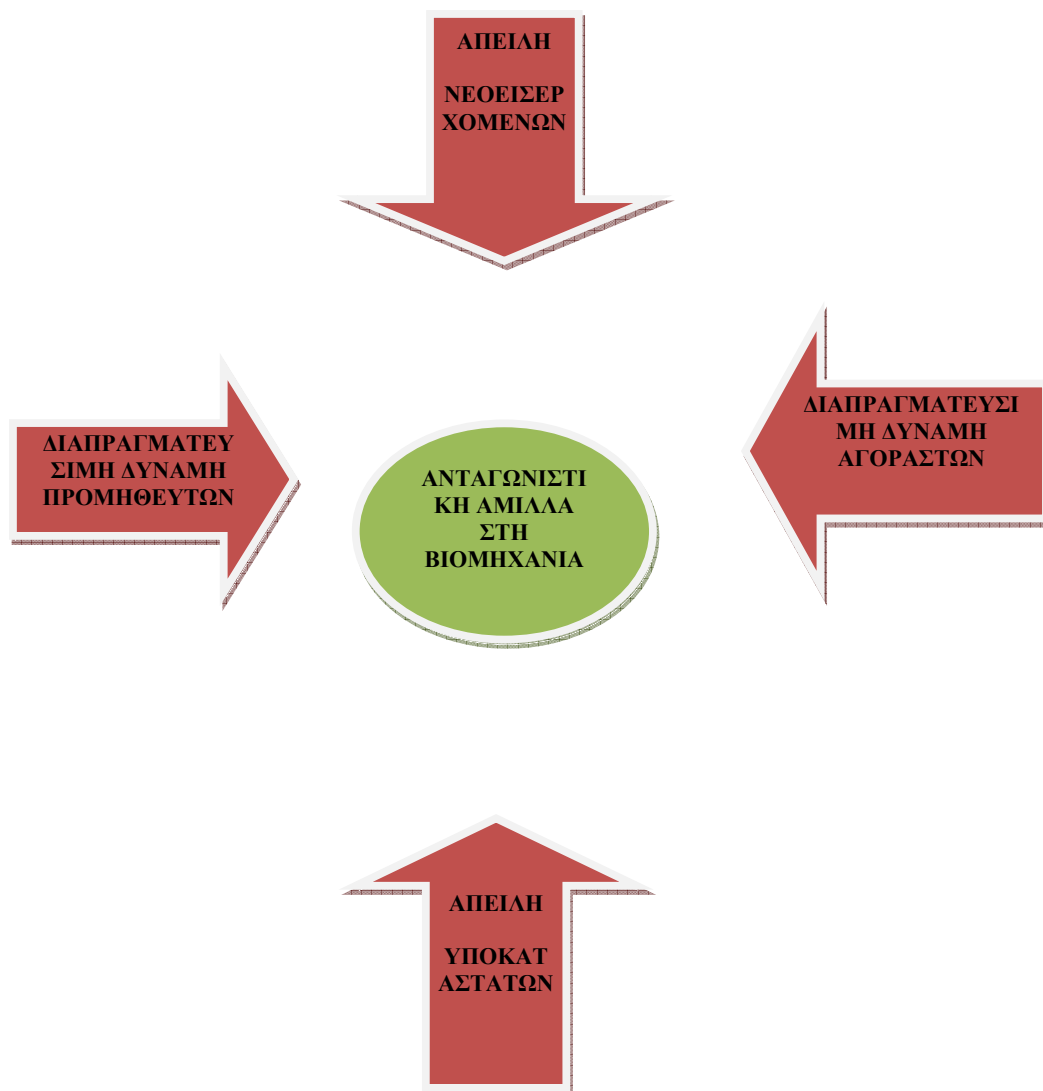 ΑΠΕΙΛΗ
ΝΕΟΕΙΣΕΡ
ΧΟΜΕΝΩΝ
ΔΙΑΠΡΑΓΜΑΤΕΥ
ΣΙΜΗ ΔΥΝΑΜΗ
ΠΡΟΜΗΘΕΥΤΩΝ
ΑΝΤΑΓΩΝΙΣΤΙ
ΚΗ ΑΜΙΛΛΑ
ΣΤΗ
ΒΙΟΜΗΧΑΝΙΑ
ΔΙΑΠΡΑΓΜΑΤΕΥΣΙ
ΜΗ ΔΥΝΑΜΗ
ΑΓΟΡΑΣΤΩΝ
ΑΠΕΙΛΗ
ΥΠΟΚΑΤ
ΑΣΤΑΤΩΝ